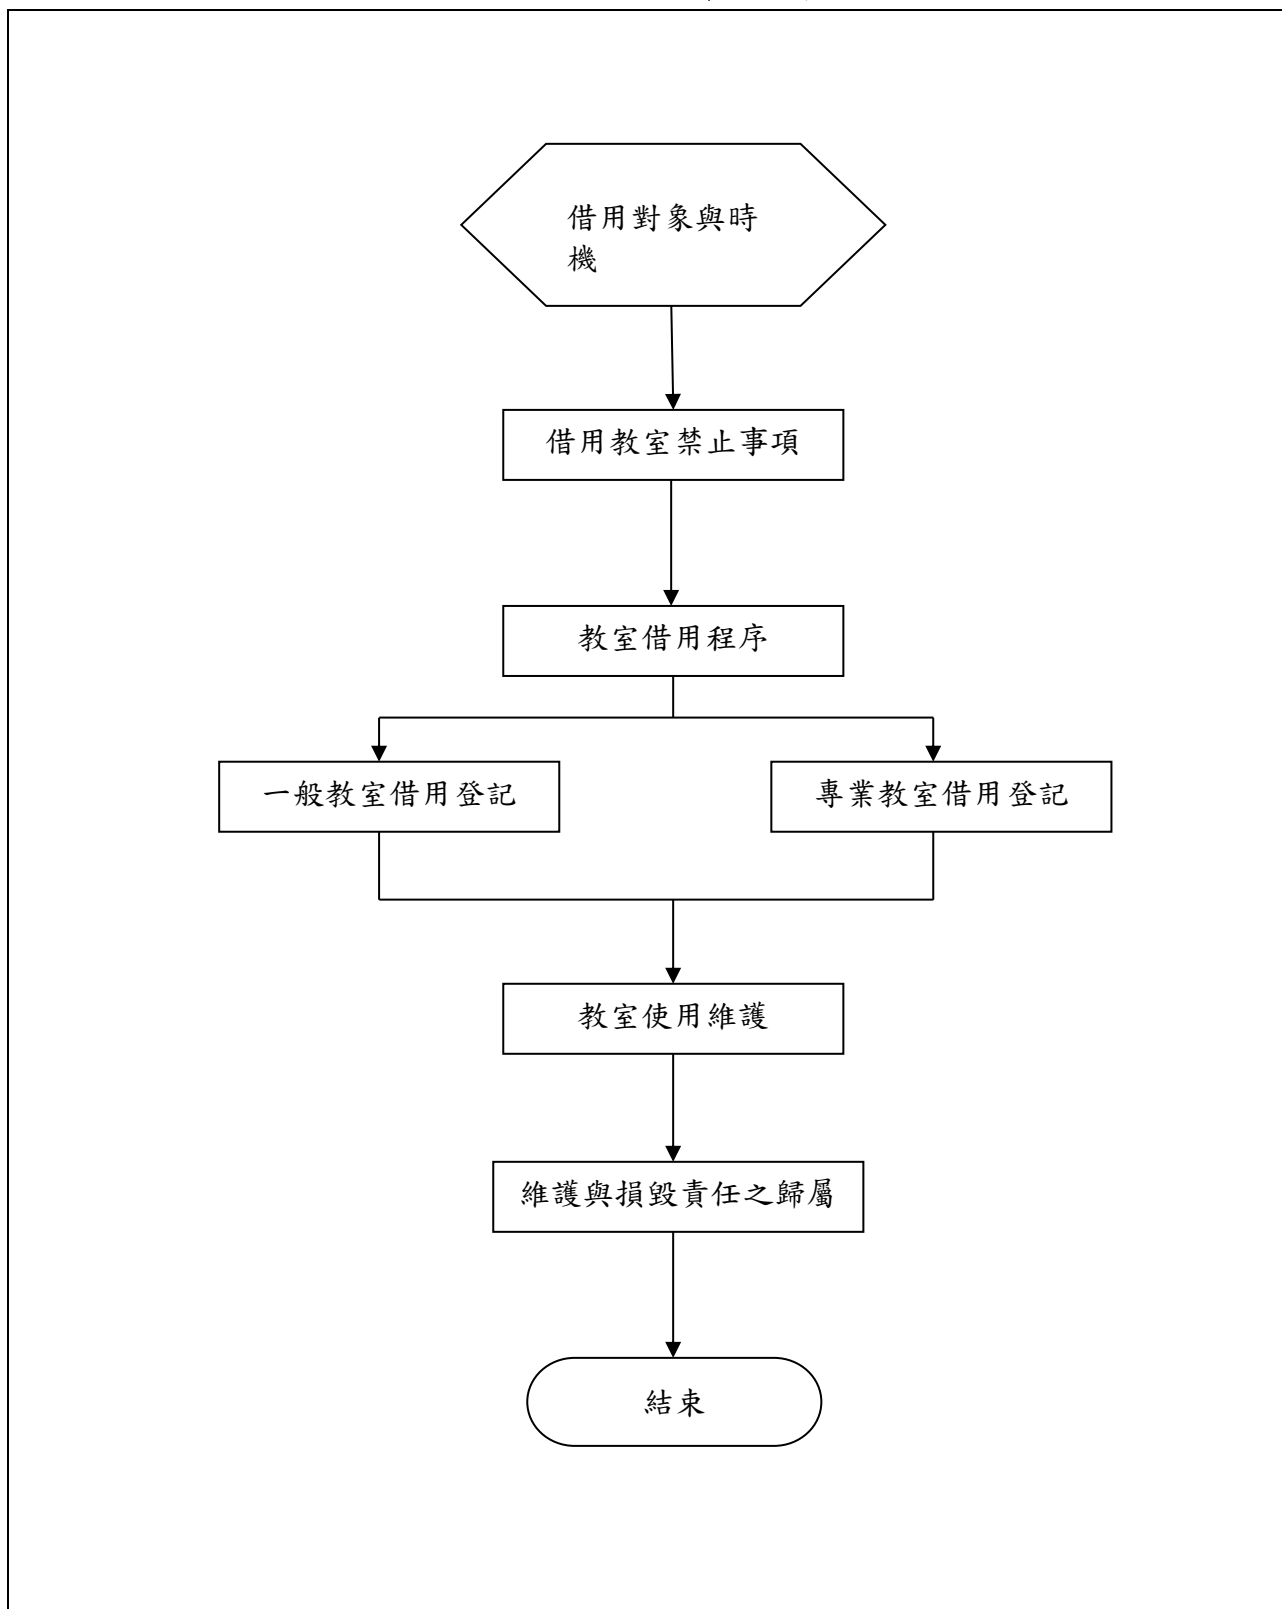 借用對象與時
機
借用教室禁止事項
教室借用程序
一般教室借用登記
專業教室借用登記
教室使用維護
維護與損毀責任之歸屬
結束